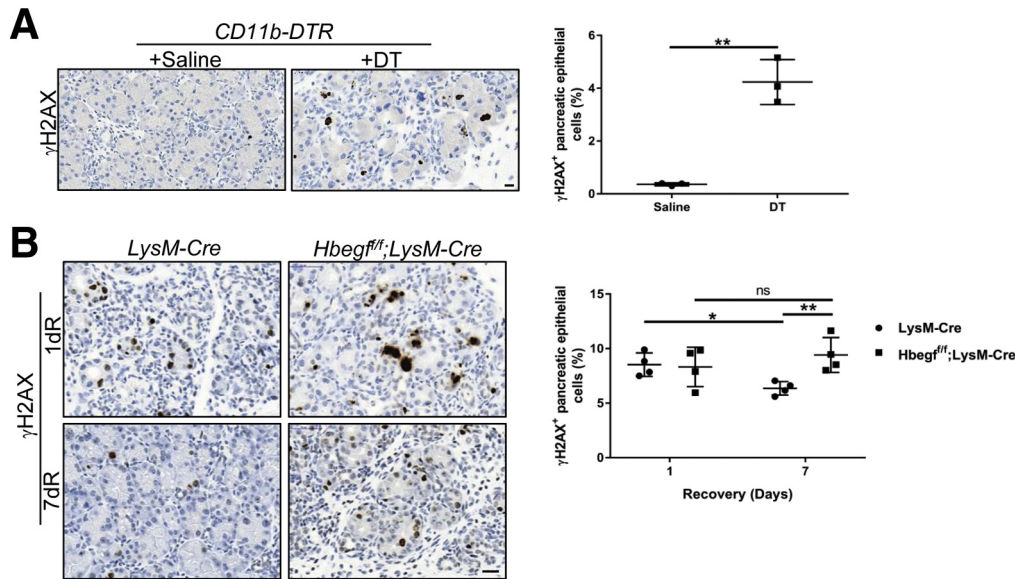 A
CD11b-DTR
+Saline
+DT
γH2AX
γH2AX+ pancreatic epithelial
cells (%)
6
4
2
0
**
Saline
DT
B
LysM-Cre
Hbegff/f;LysM-Cre
γH2AX
1dR
7dR
γH2AX+ pancreatic epithelial
cells (%)
15
10
5
0
ns
*
**
1
7
Recovery (Days)
LysM-Cre
Hbegff/f;LysM-Cre